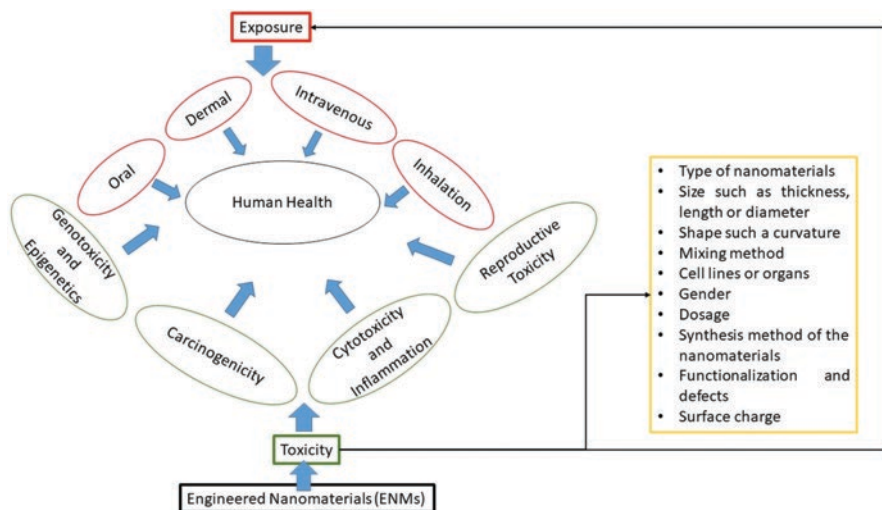 Exposure
Dermal
Intravenous
Oral
Inhalation
Human Health
Genotoxicity
and
Epigenetics
Reproductive
Toxicity
Carcinogenicity
Cytotoxicity
and
Inflammation
Toxicity
Engineered Nanomaterials (ENMs)
• Type of nanomaterials
• Size such as thickness,
length or diameter
• Shape such a curvature
• Mixing method
• Cell lines or organs
• Gender
• Dosage
• Synthesis method of the
nanomaterials
• Functionalization and
defects
• Surface charge